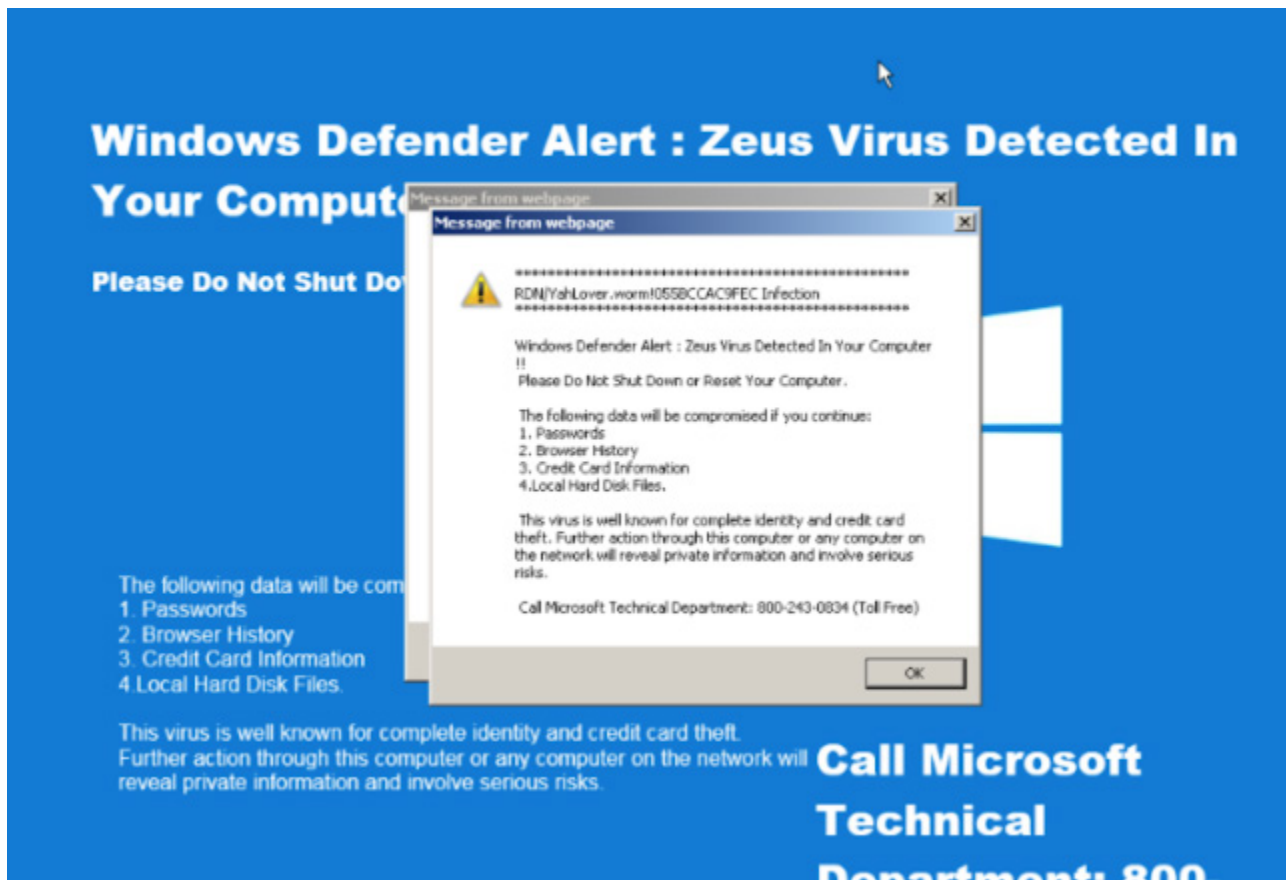 Windows Defender Alert : Zeus Virus Detected In
Your Compute
Please Do Not Shut Do
Message from webpage
Message from webpage
**************************************************
RDN/YahLover.worm!055BCCAC9FEC Infection
**************************************************
Windows Defender Alert : Zeus Virus Detected In Your Computer
!!
Please Do Not Shut Down or Reset Your Computer.
The following data will be compromised if you continue:
1. Passwords
2. Browser History
3. Credit Card Information
4.Local Hard Disk Files.
This virus is well known for complete identity and credit card
theft. Further action through this computer or any computer on
the network will reveal private information and involve serious
risks.
Call Microsoft Technical Department: 800-243-0834 (Toll Free)
OK
The following data will be com
1. Passwords
2. Browser History
3. Credit Card Information
4.Local Hard Disk Files.
This virus is well known for complete identity and credit card theft.
Further action through this computer or any computer on the network will
reveal private information and involve serious risks.
Call Microsoft
Technical
Department: 800-